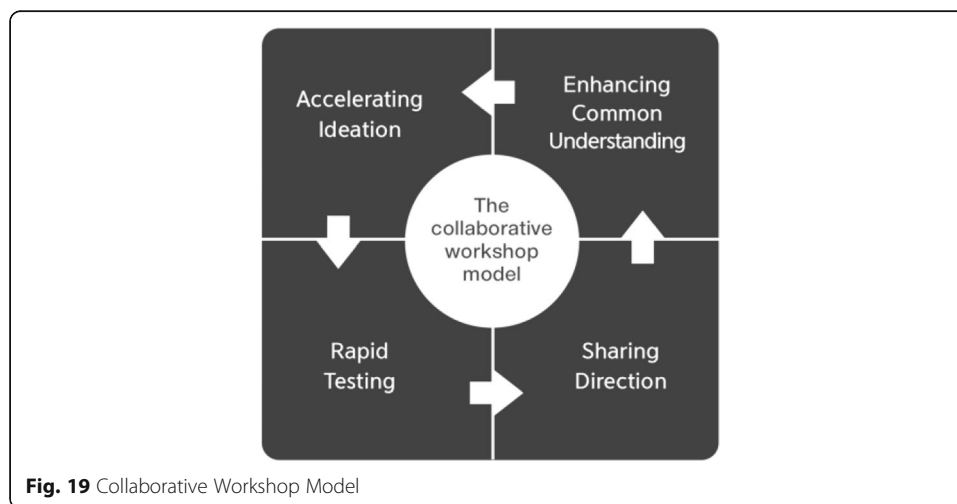 Accelerating
Ideation
Enhancing
Common
Understanding
The
collaborative
workshop
model
Rapid
Testing
Sharing
Direction
Fig. 19 Collaborative Workshop Model